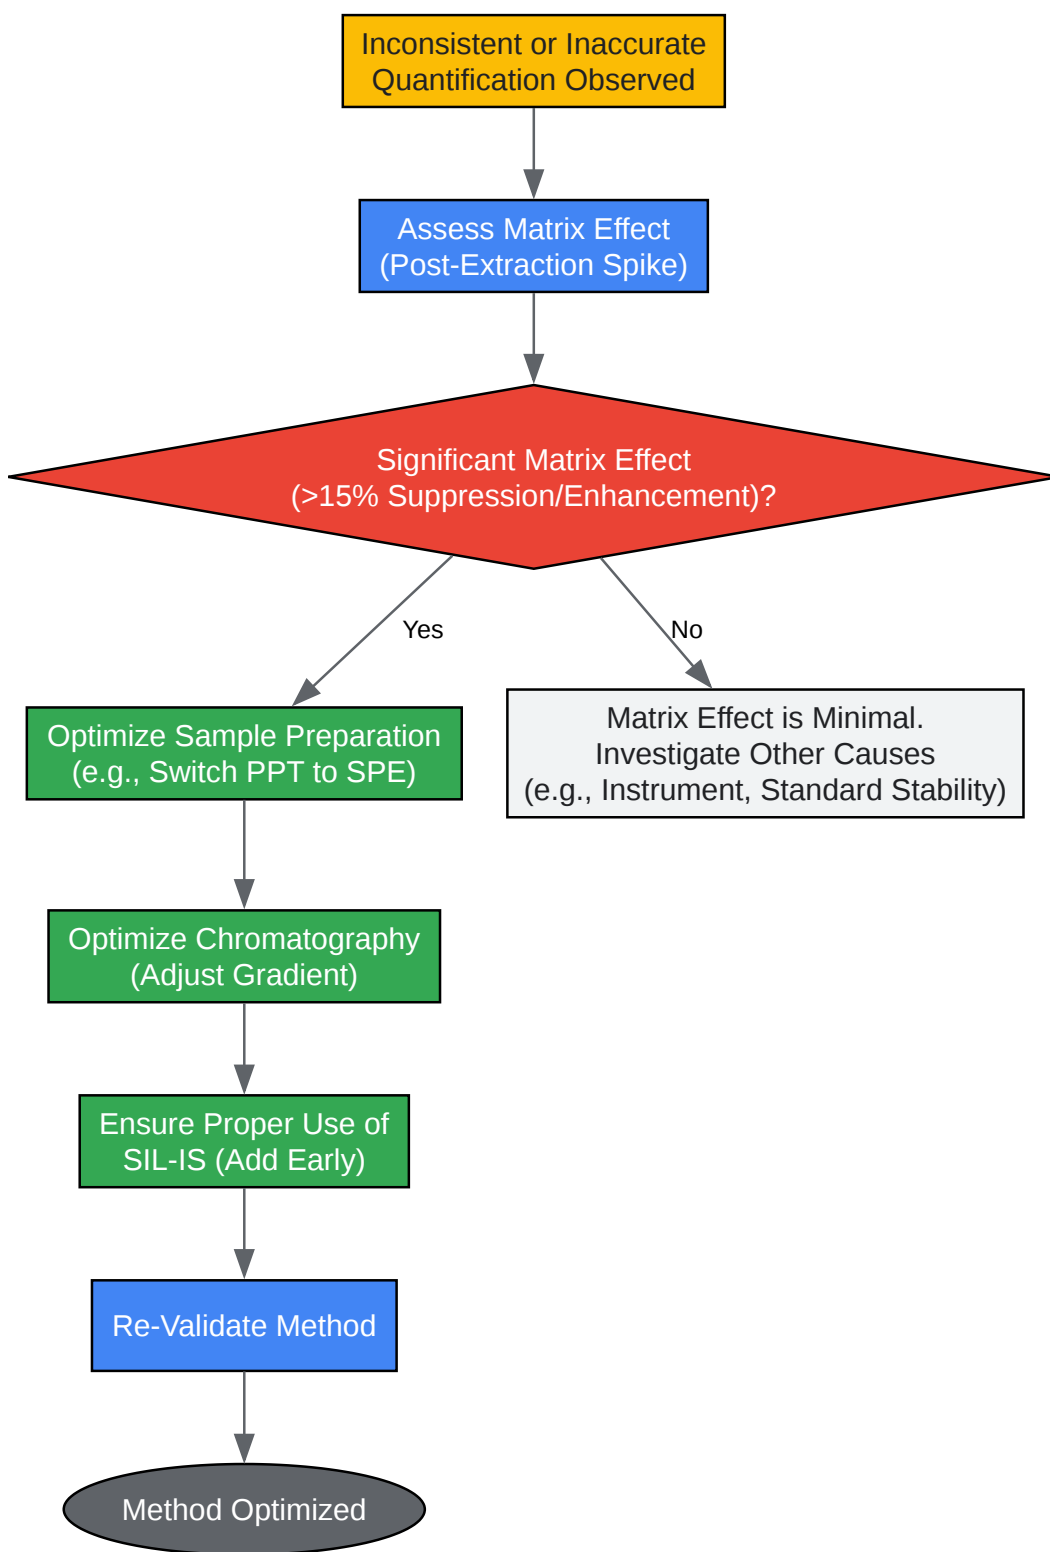 Inconsistent or Inaccurate
Quantification Observed
Assess Matrix Effect
(Post-Extraction Spike)
Significant Matrix Effect
(>15% Suppression/Enhancement)?
Yes
No
Optimize Sample Preparation
(e.g., Switch PPT to SPE)
Matrix Effect is Minimal.
Investigate Other Causes
(e.g., Instrument, Standard Stability)
Optimize Chromatography
(Adjust Gradient)
Ensure Proper Use of
SIL-IS (Add Early)
Re-Validate Method
Method Optimized